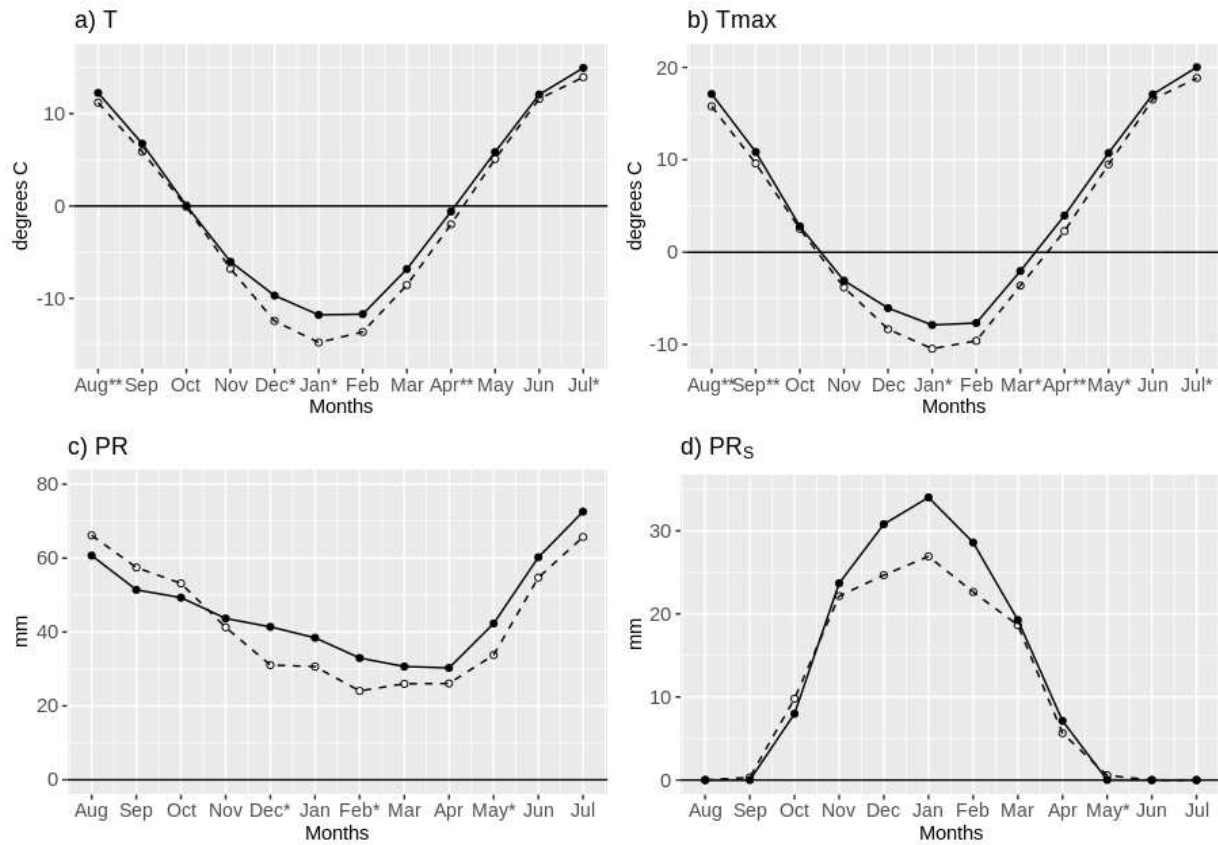 a) T
degrees C
10
0
-10
Aug** Sep Oct Nov Dec* Jan* Feb Mar Apr** May Jun Jul*
Months
b) Tmax
degrees C
20
10
0
-10
Aug** Sep** Oct Nov Dec Jan* Feb Mar* Apr** May* Jun Jul*
Months
c) PR
mm
80
60
40
20
0
Aug Sep Oct Nov Dec* Jan Feb* Mar Apr May* Jun Jul
Months
d) PRS
mm
30
20
10
0
Aug Sep Oct Nov Dec Jan Feb Mar Apr May* Jun Jul
Months